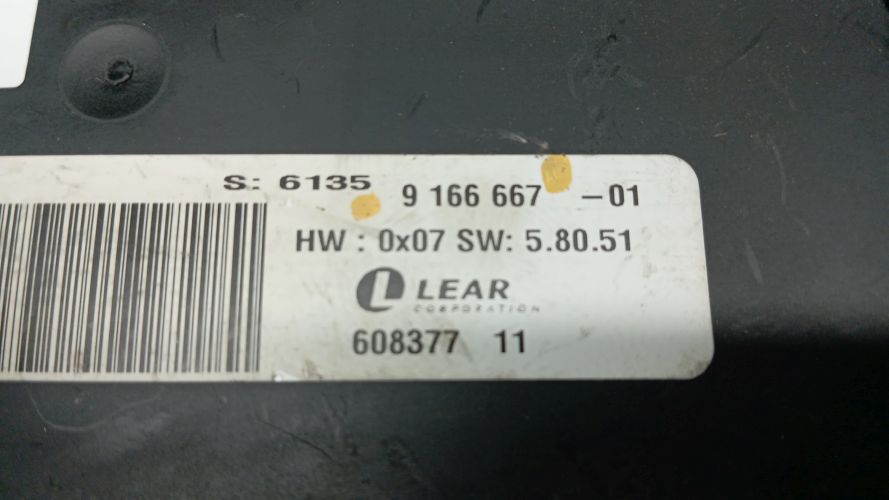 S: 6135
9 166 667 -01
HW : 0x07 SW: 5.80.51
LEAR
CORPORATION
608377 11